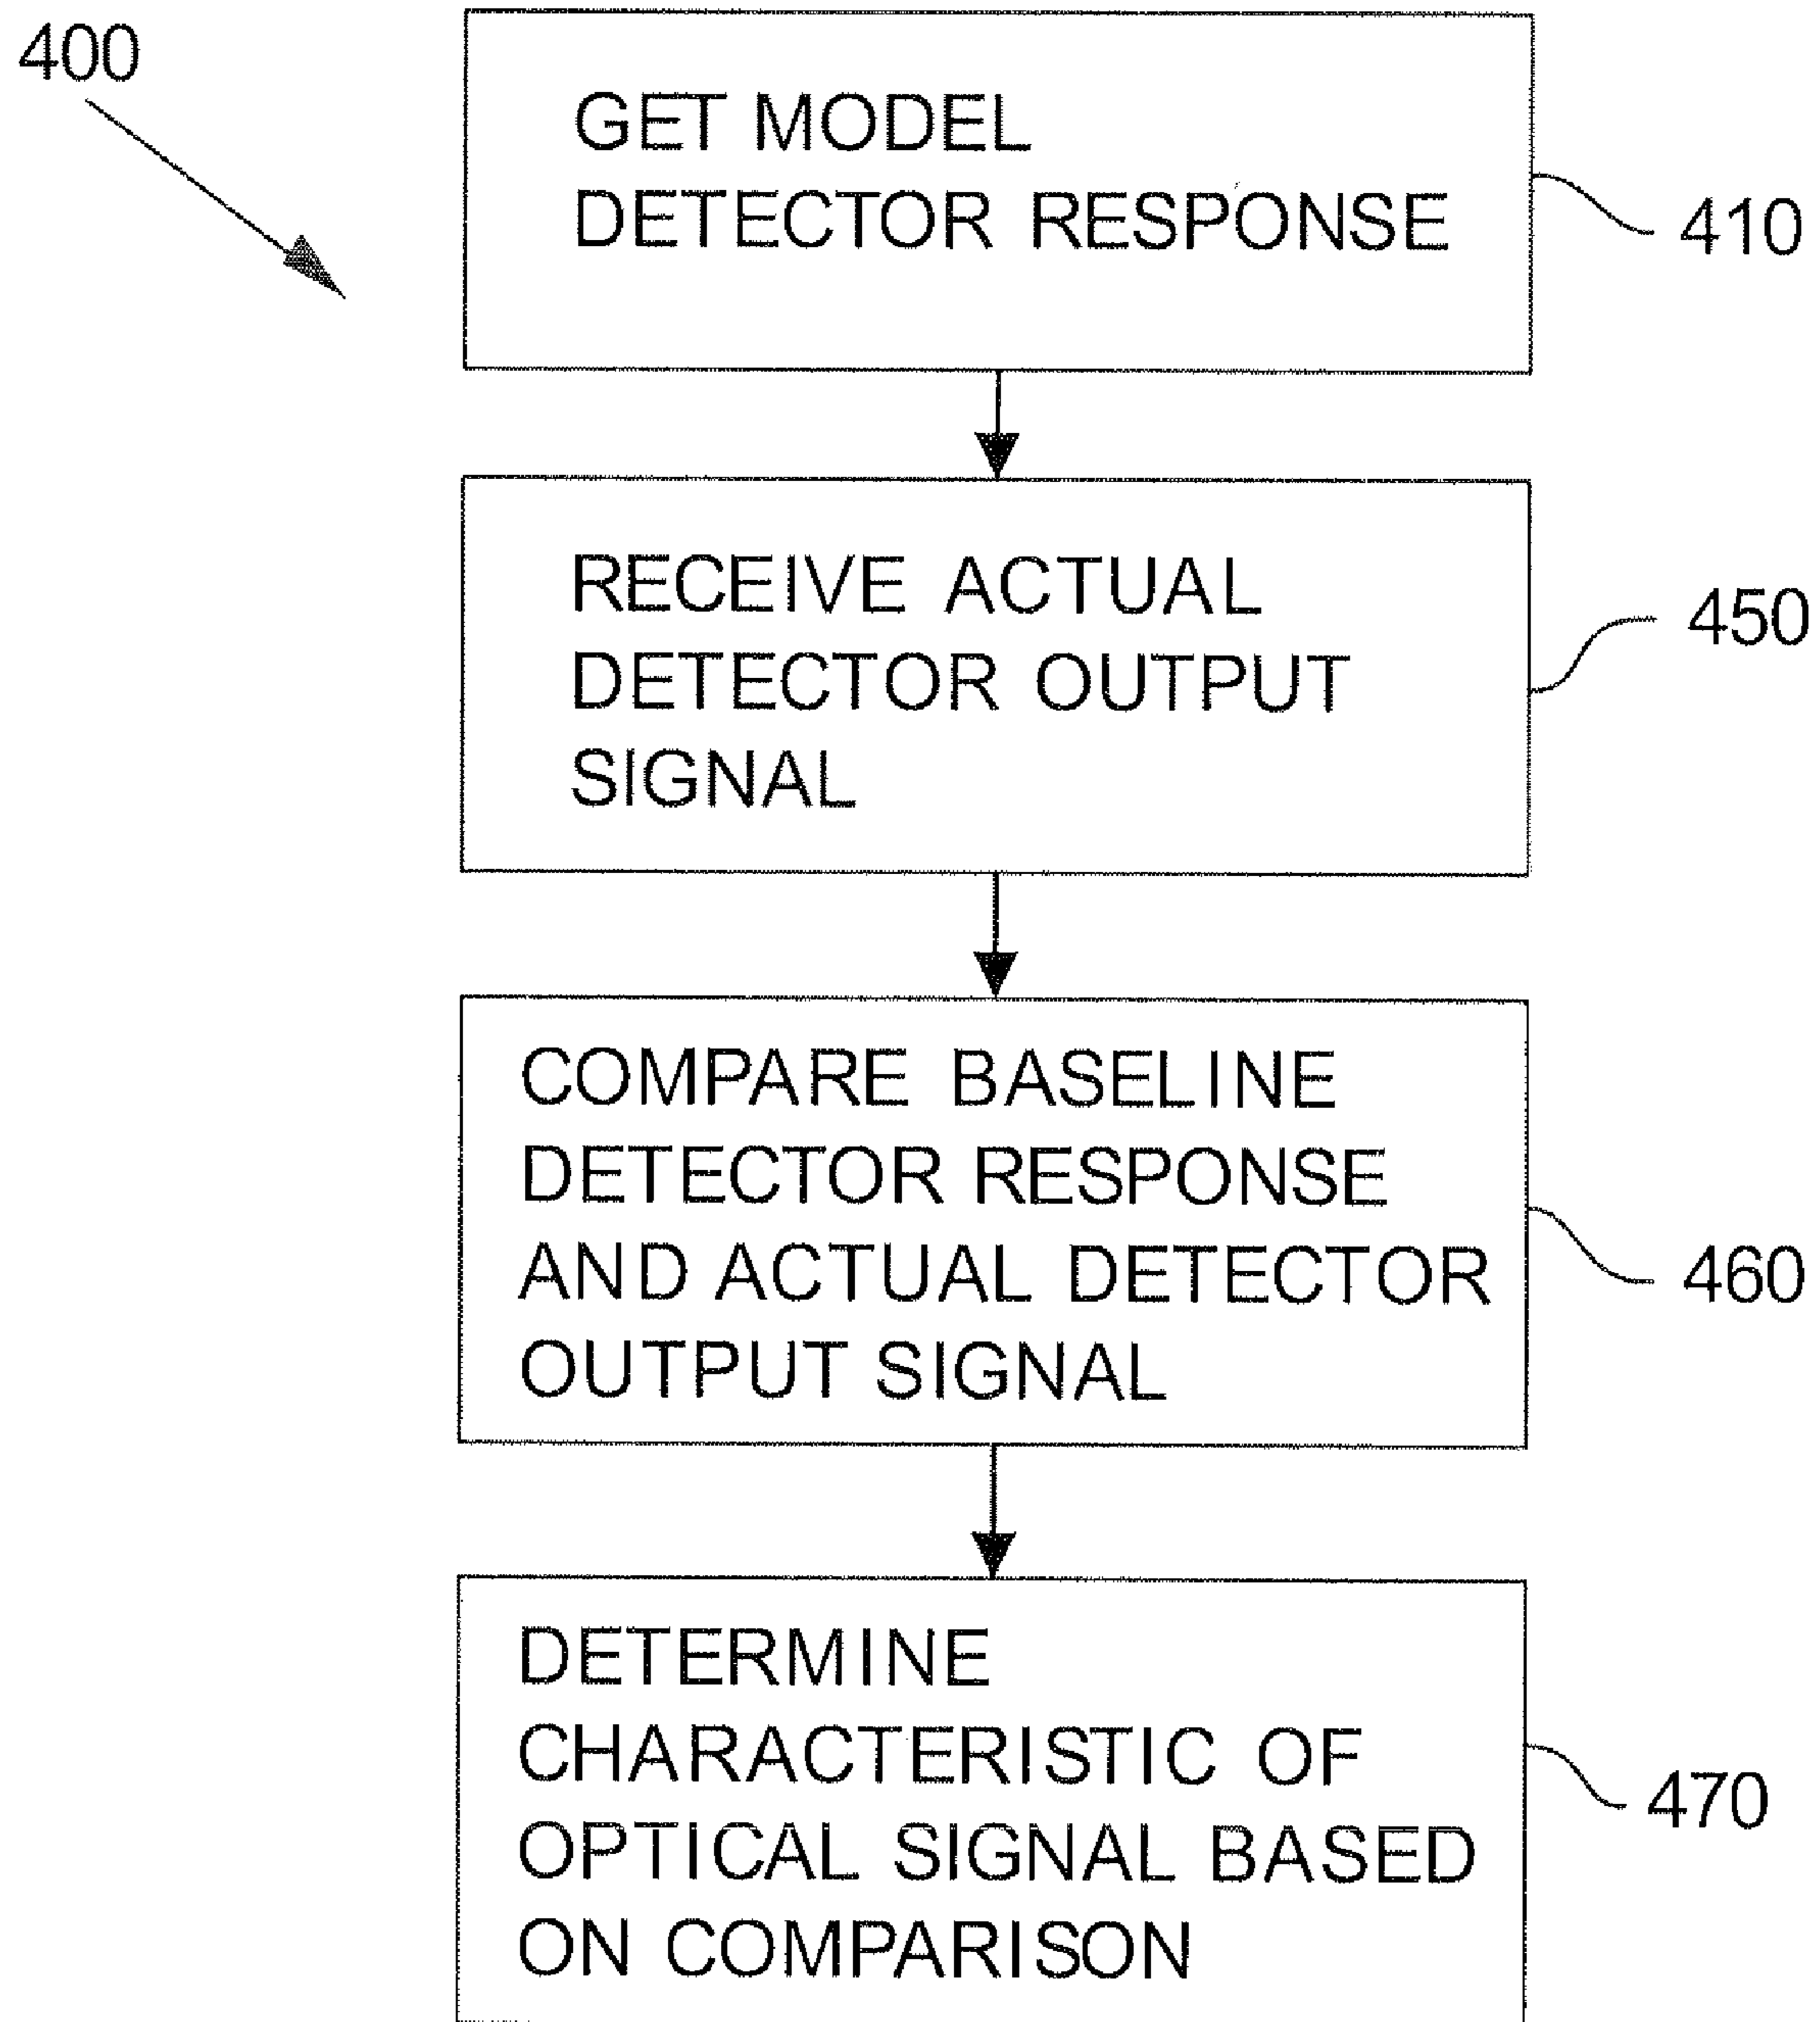 400
GET MODEL
DETECTOR RESPONSE
410
RECEIVE ACTUAL
DETECTOR OUTPUT
SIGNAL
450
COMPARE BASELINE
DETECTOR RESPONSE
AND ACTUAL DETECTOR
OUTPUT SIGNAL
460
DETERMINE
CHARACTERISTIC OF
OPTICAL SIGNAL BASED
ON COMPARISON
470